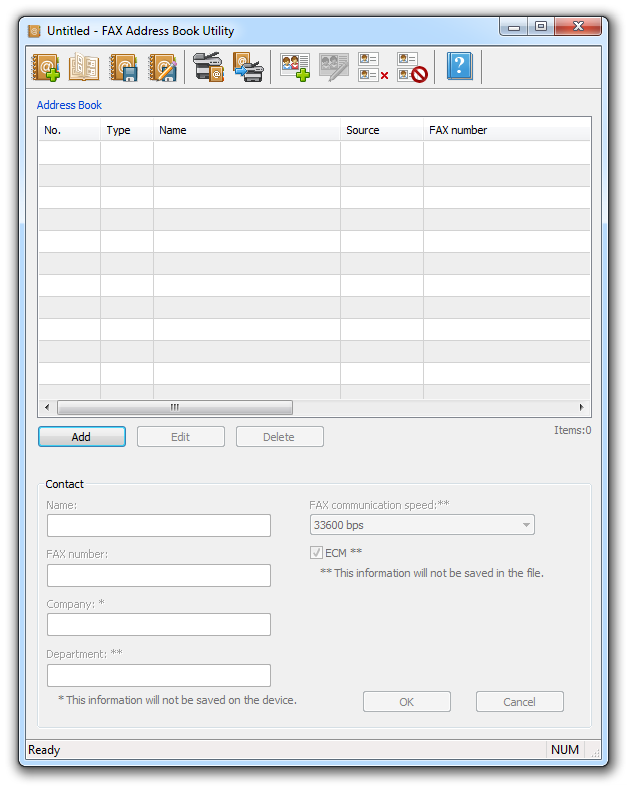 Untitled - FAX Address Book Utility
Address Book
No. Type Name Source FAX number
Add Edit Delete Items:0
Contact
Name: FAX communication speed:**
33600 bps
FAX number: ECM **
** This information will not be saved in the file.
Company: *
Department: **
* This information will not be saved on the device.
OK Cancel
Ready NUM